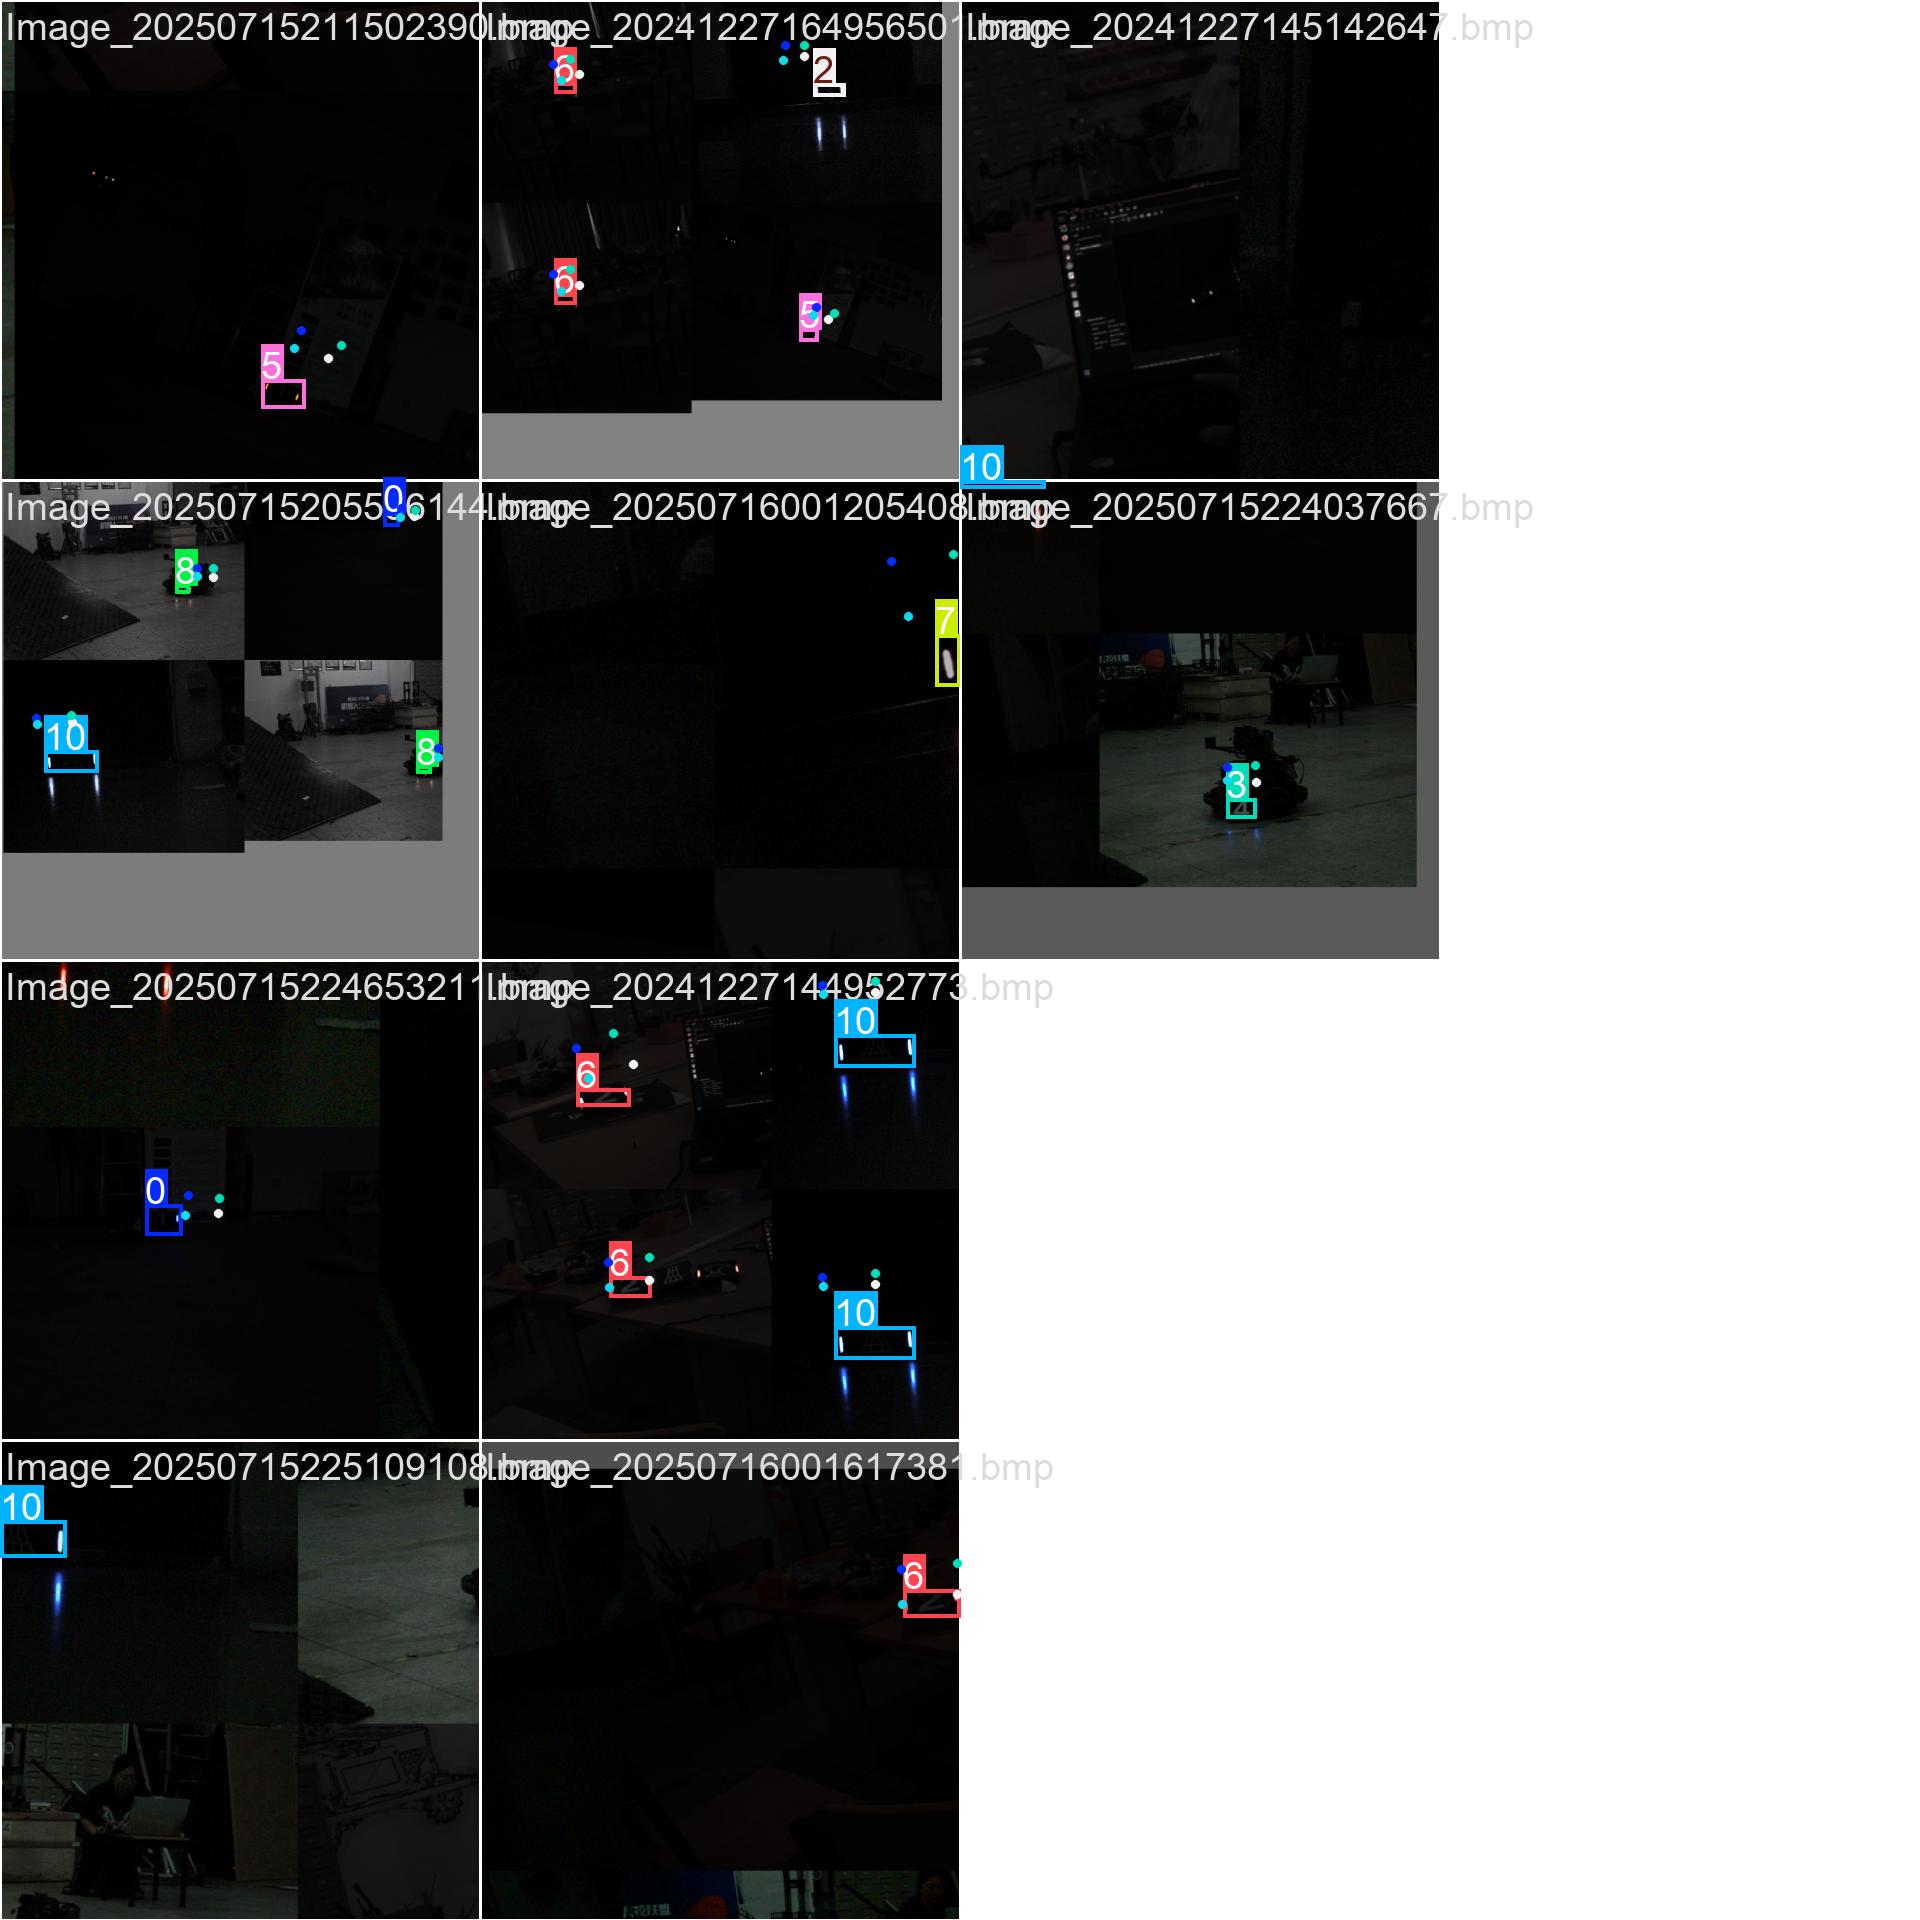 Image_20250715211502390.bmp
Image_20241227164956501.bmp
Image_20241227145142647.bmp
6
2
6
5
5
10
Image_20250715205556144.bmp
Image_20250716001205408.bmp
Image_20250715224037667.bmp
0
8
7
10
8
3
Image_20250715224653211.bmp
Image_20241227144952773.bmp
10
6
0
6
10
Image_20250715225109108.bmp
Image_20250716001617381.bmp
10
6